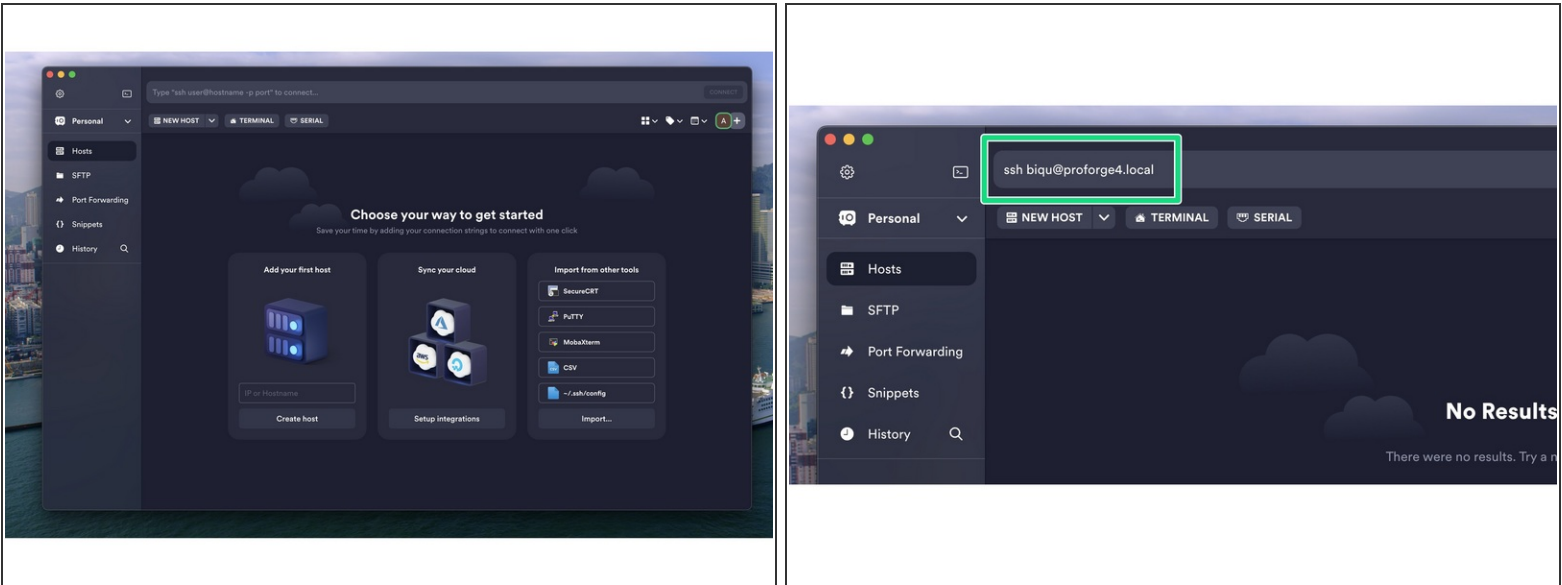 Type "ssh user@hostname -p port" to connect...
CONNECT
Personal
NEW HOST
TERMINAL
SERIAL
A
+
Hosts
SFTP
Port Forwarding
{} Snippets
History
Choose your way to get started
Save your time by adding your connection strings to connect with one click
Add your first host
IP or Hostname
Create host
Sync your cloud
aws
Setup integrations
Import from other tools
SecureCRT
PuTTY
MobaXterm
CSV
~/.ssh/config
Import...
ssh biqu@proforge4.local
Personal
NEW HOST
TERMINAL
SERIAL
Hosts
SFTP
Port Forwarding
{} Snippets
History
No Results
There were no results. Try a n